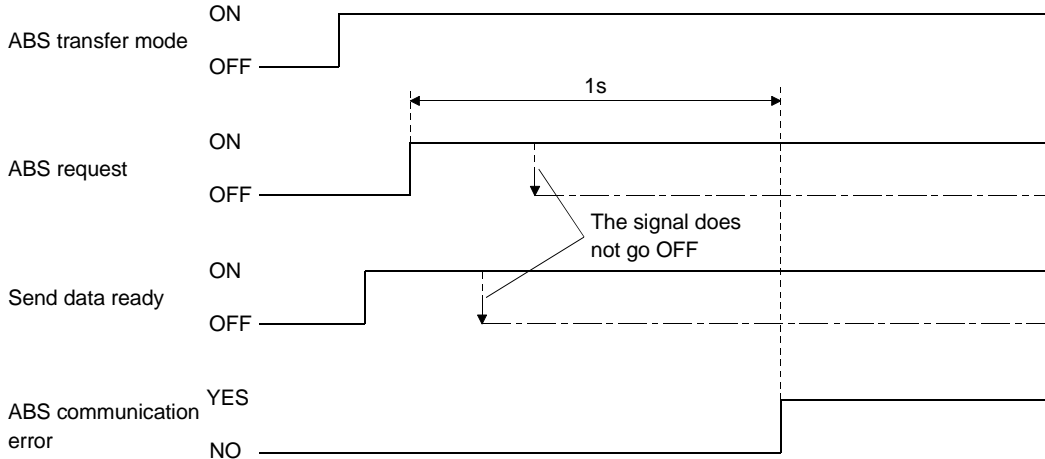 ON
ABS transfer mode
OFF
1s
ON
ABS request
OFF
The signal does
not go OFF
ON
Send data ready
OFF
YES
ABS communication
error
NO